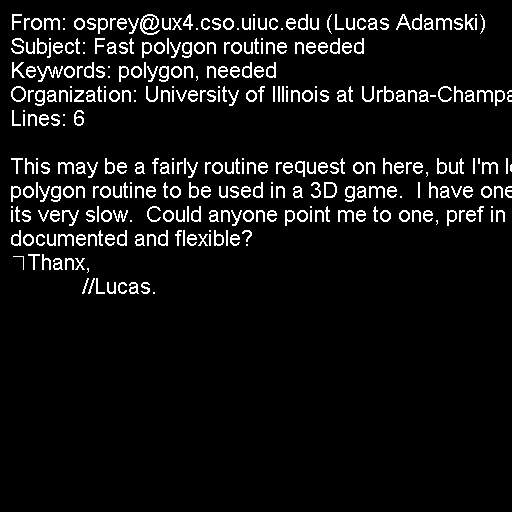 From: osprey@ux4.cso.uiuc.edu (Lucas Adamski)
Subject: Fast polygon routine needed
Keywords: polygon, needed
Organization: University of Illinois at Urbana-Champa
Lines: 6

This may be a fairly routine request on here, but I'm l
polygon routine to be used in a 3D game.  I have one
its very slow.  Could anyone point me to one, pref in
documented and flexible?
Thanx,
//Lucas.